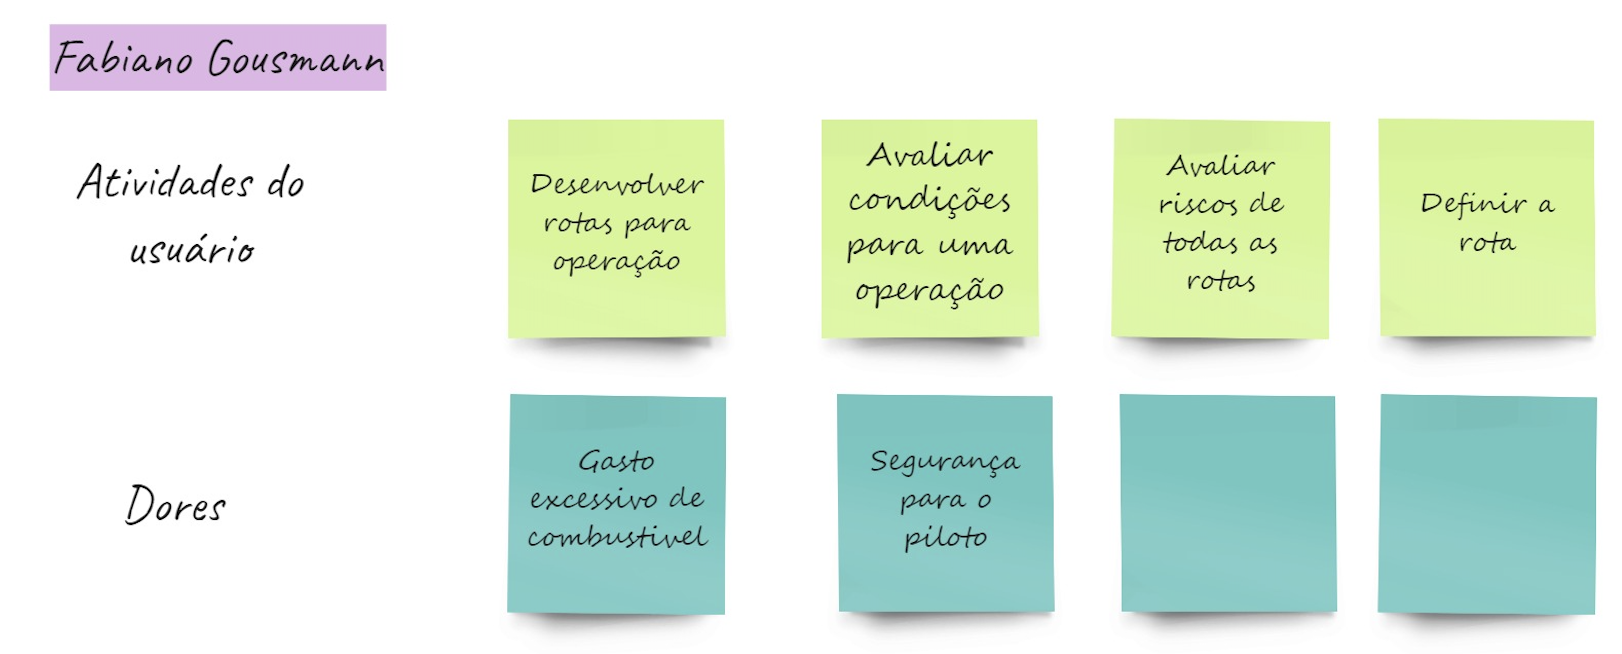 Fabiano Gousmann
Atividades do
usuário
Desenvolver
rotas para
operação
Avaliar
condições
para uma
operação
Avaliar
riscos de
todas as
rotas
Definir a
rota
Dores
Gasto
excessivo de
combustivel
Segurança
para o
piloto